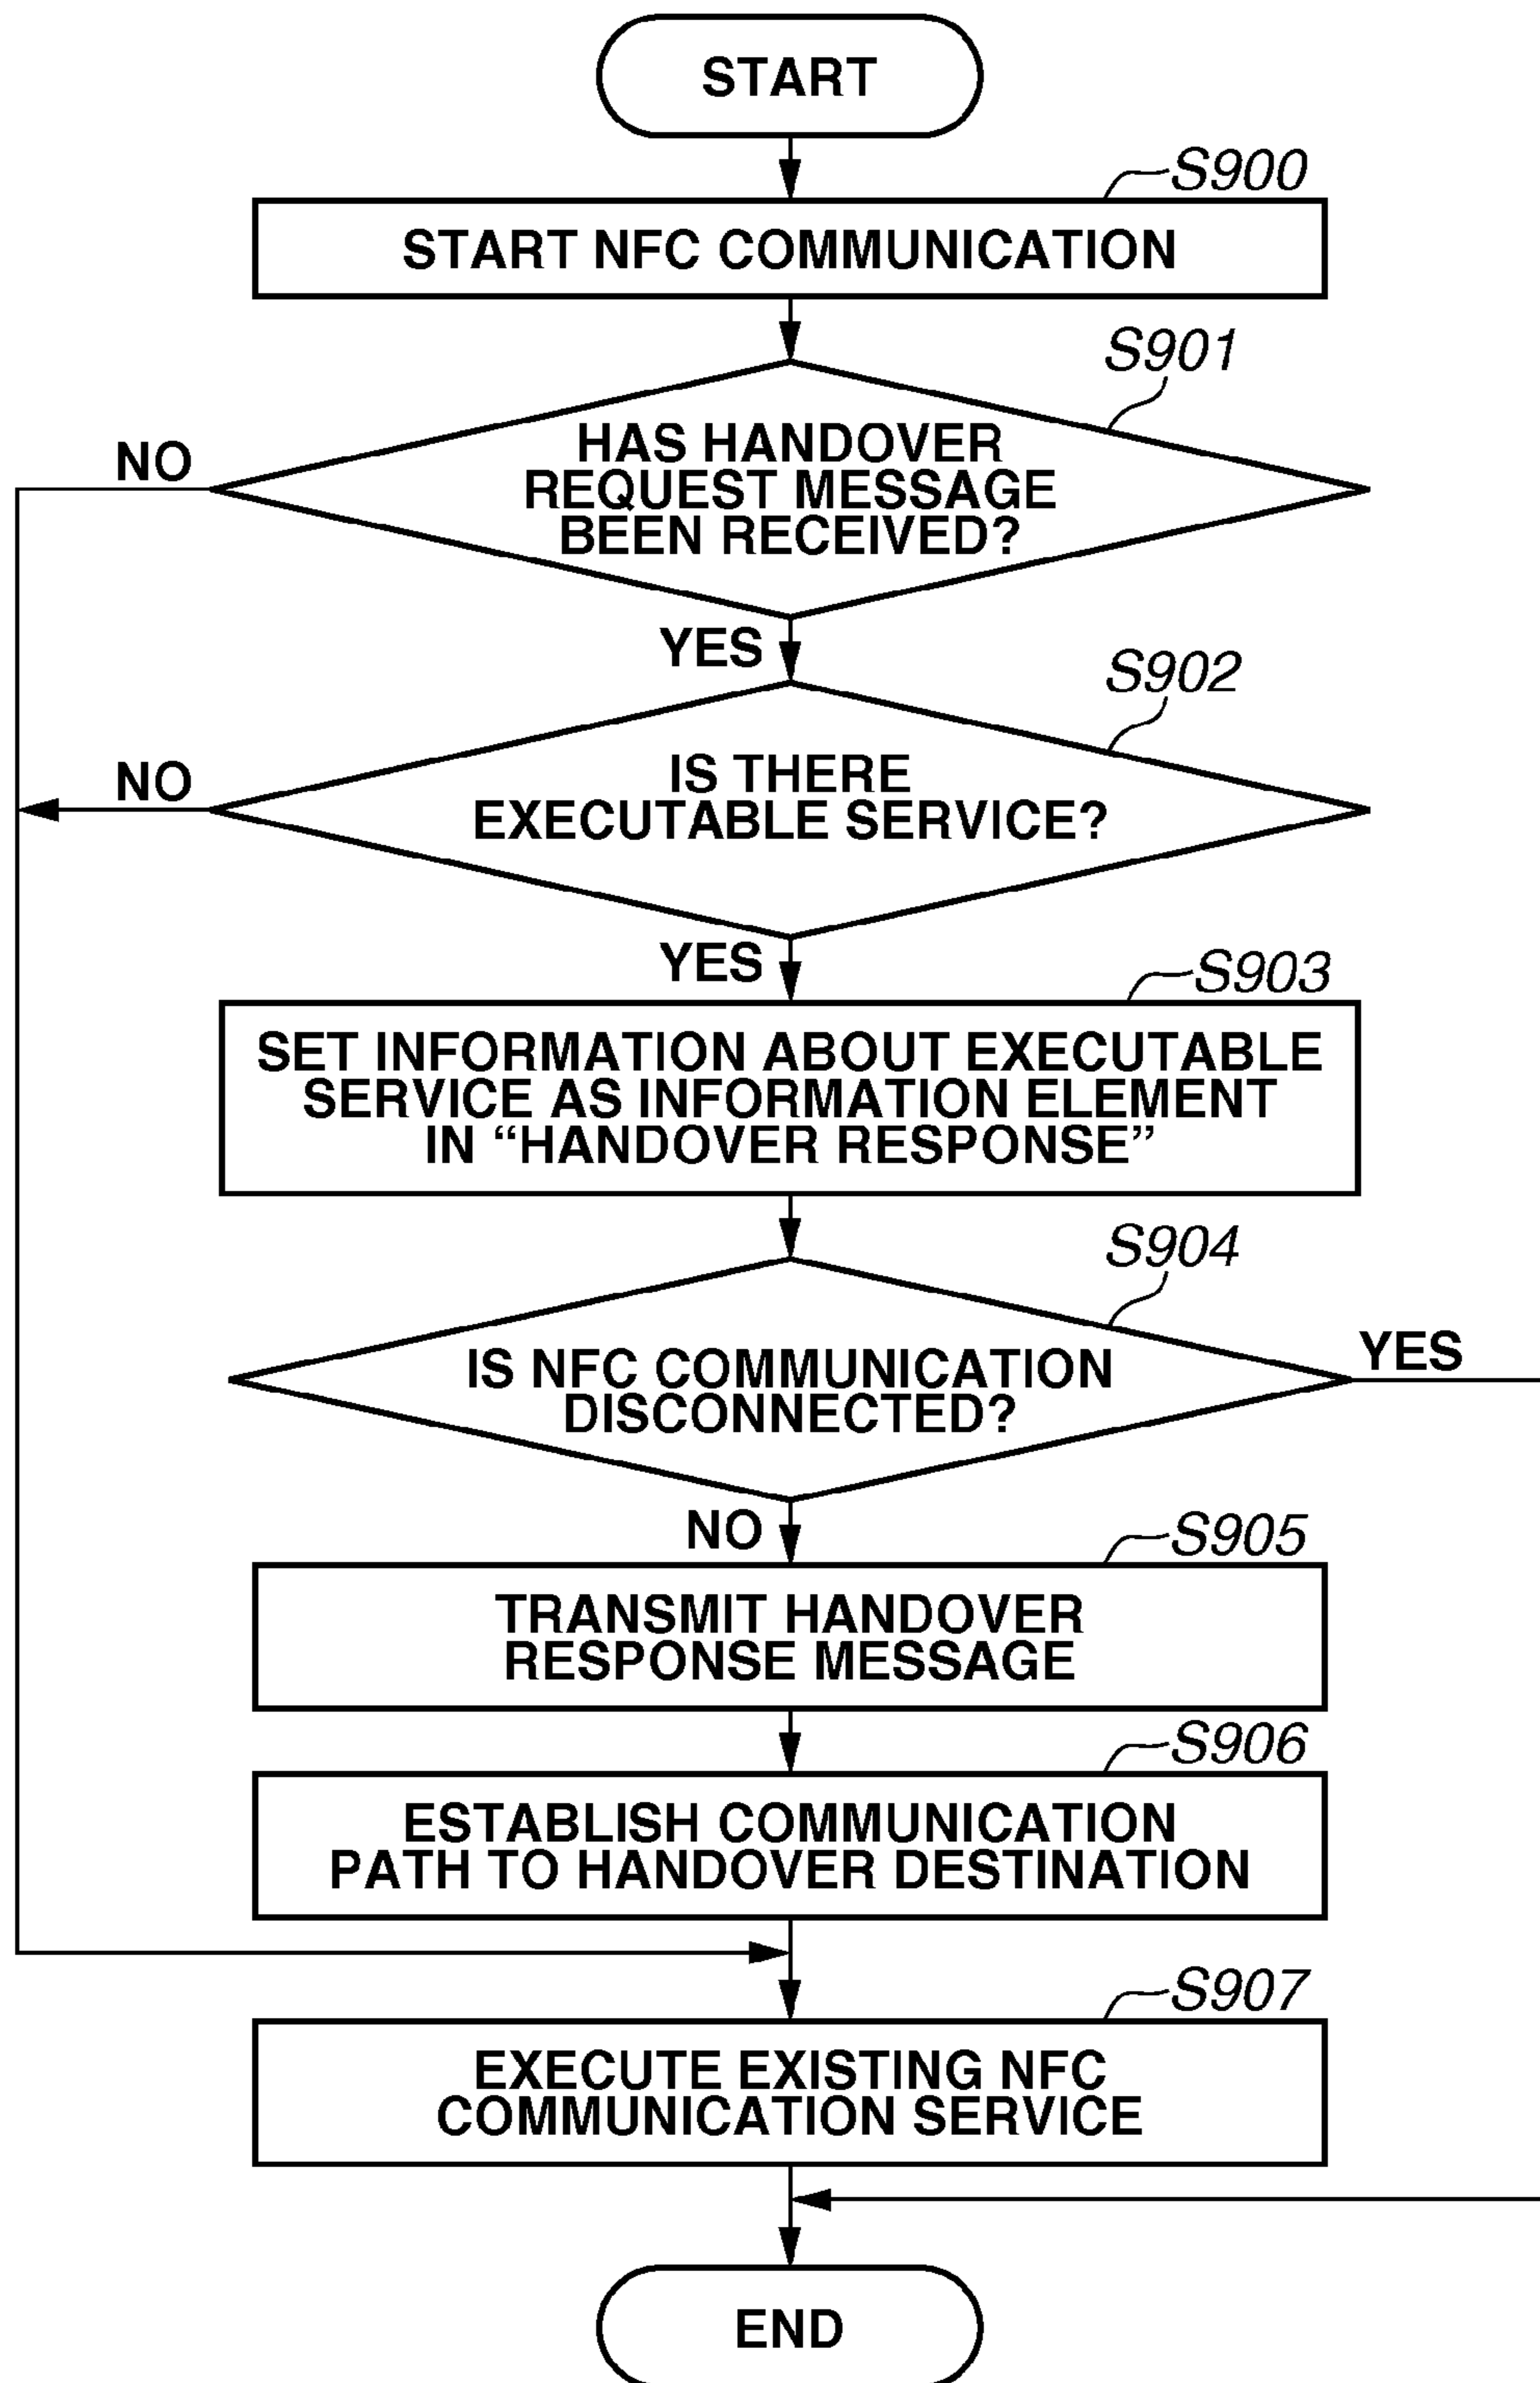 START
S900
START NFC COMMUNICATION
S901
HAS HANDOVER
REQUEST MESSAGE
BEEN RECEIVED?
NO
YES
S902
IS THERE
EXECUTABLE SERVICE?
NO
YES
S903
SET INFORMATION ABOUT EXECUTABLE
SERVICE AS INFORMATION ELEMENT
IN “HANDOVER RESPONSE”
S904
IS NFC COMMUNICATION
DISCONNECTED?
YES
NO
S905
TRANSMIT HANDOVER
RESPONSE MESSAGE
S906
ESTABLISH COMMUNICATION
PATH TO HANDOVER DESTINATION
S907
EXECUTE EXISTING NFC
COMMUNICATION SERVICE
END